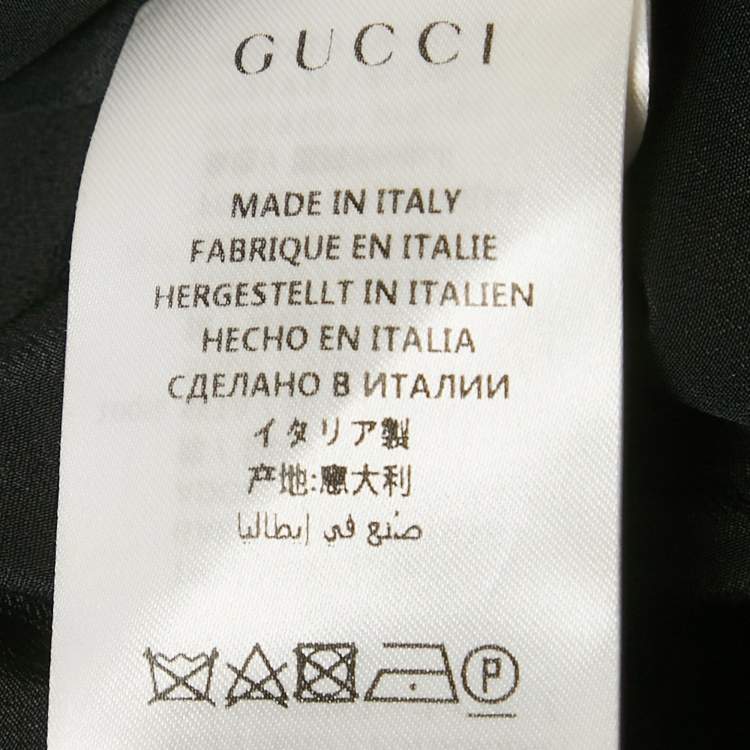 GUCCI
MADE IN ITALY
FABRIQUE EN ITALIE
HERGESTELLT IN ITALIEN
HECHO EN ITALIA
СДЕЛАНО В ИТАЛИИ
イタリア製
产地:意大利
صُنع في إيطاليا
P